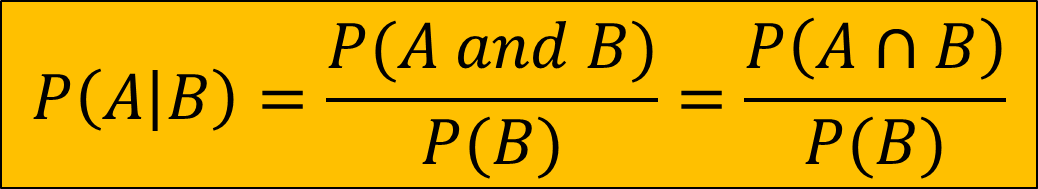 P(A|B) = P(A and B) / P(B) = P(A ∩ B) / P(B)